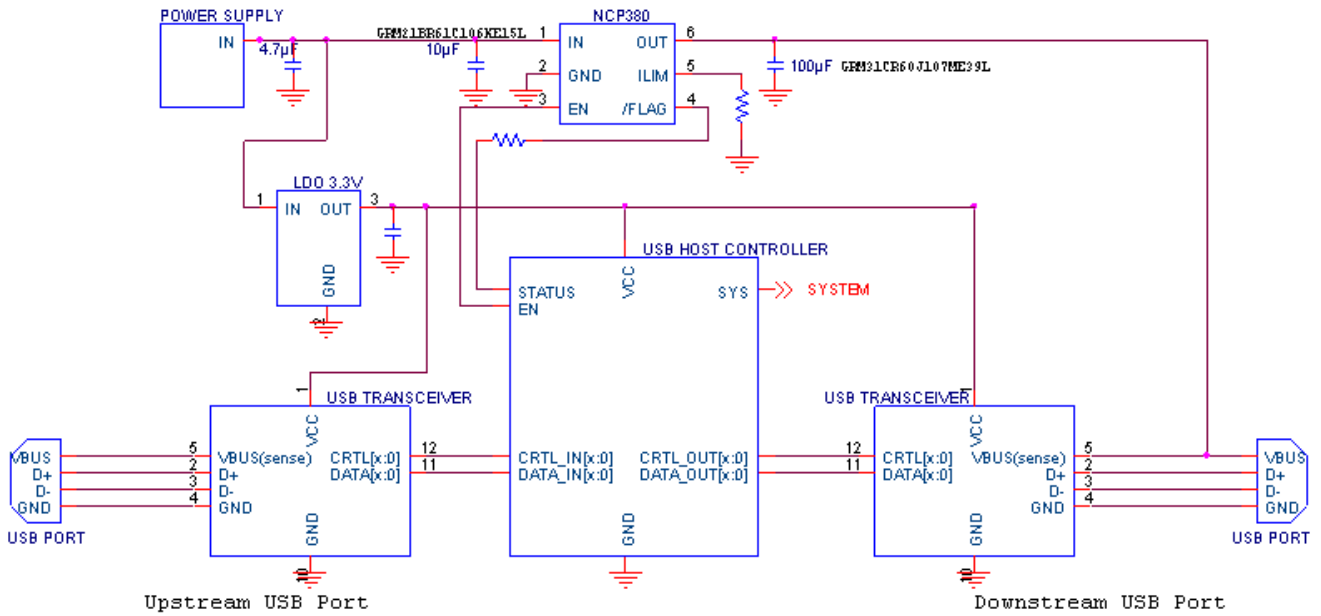 POWER SUPPLY
IN
4.7µF
GRM21BR61C106KE15L
10µF
NCP380
1 IN OUT 6
2 GND ILIM 5
3 EN /FLAG 4
100µF GRM31CR60J107ME39L
LDO 3.3V
1 IN OUT 3
GND
2
USB HOST CONTROLLER
VCC
STATUS
EN
SYS
SYSTEM
CRTL_IN[x:0]
DATA_IN[x:0]
CRTL_OUT[x:0]
DATA_OUT[x:0]
GND
1
USB TRANSCEIVER
VCC
VBUS
D+
D-
GND
USB PORT
5 VBUS(sense)
2 D+
3 D-
4 GND
CRTL[x:0] 12
DATA[x:0] 11
GND
10
1
USB TRANSCEIVER
VCC
12 CRTL[x:0]
11 DATA[x:0]
VBUS(sense) 5
D+ 2
D- 3
GND 4
GND
10
VBUS
D+
D-
GND
USB PORT
Upstream USB Port
Downstream USB Port